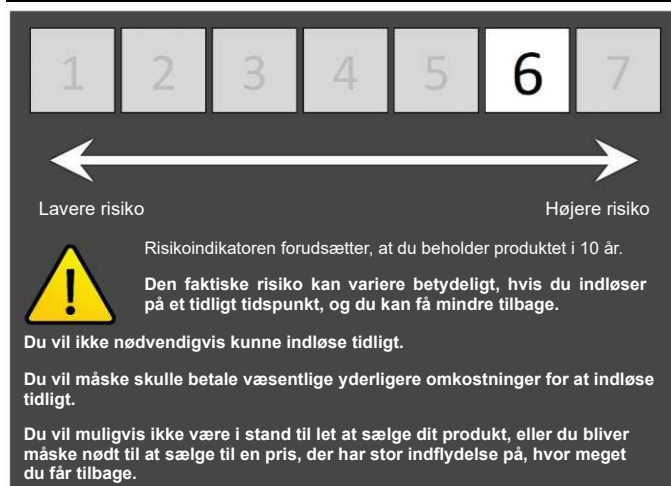 1 2 3 4 5 6 7
Lavere risiko Højere risiko
Risikoindikatoren forudsætter, at du beholder produktet i 10 år.
Den faktiske risiko kan variere betydeligt, hvis du indløser
på et tidligt tidspunkt, og du kan få mindre tilbage.
Du vil ikke nødvendigvis kunne indløse tidligt.
Du vil måske skulle betale væsentlige yderligere omkostninger for at indløse
tidligt.
Du vil muligvis ikke være i stand til let at sælge dit produkt, eller du bliver
måske nødt til at sælge til en pris, der har stor indflydelse på, hvor meget
du får tilbage.